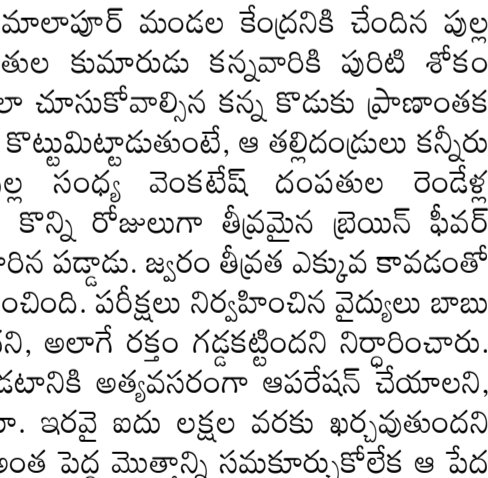 మాలాపూర్ మండల కేంద్రనికి చేందిన పుల్ల
తుల కుమారుడు కన్నవారికి పురిటి శోకం
లా చూసుకోవాల్సిన కన్న కొడుకు ప్రాణాంతక
కొట్టుమిట్టాడుతుంటే, ఆ తల్లిదండ్రులు కన్నీరు
ల్ల సంధ్య వెంకటేష్ దంపతుల రెండేళ్ల
కొన్ని రోజులుగా తీవ్రమైన బ్రెయిన్ ఫీవర్
రిన పడ్డాడు. జ్వరం తీవ్రత ఎక్కువ కావడంతో
ంచింది. పరీక్షలు నిర్వహించిన వైద్యులు బాబు
ని, అలాగే రక్తం గడ్డకట్టిందని నిర్ధారించారు.
డటానికి అత్యవసరంగా ఆపరేషన్ చేయాలని,
ా. ఇరవై ఐదు లక్షల వరకు ఖర్చవుతుందని
అంత పెద్ద మొత్తాన్ని సమకూర్చుకోలేక ఆ పేద